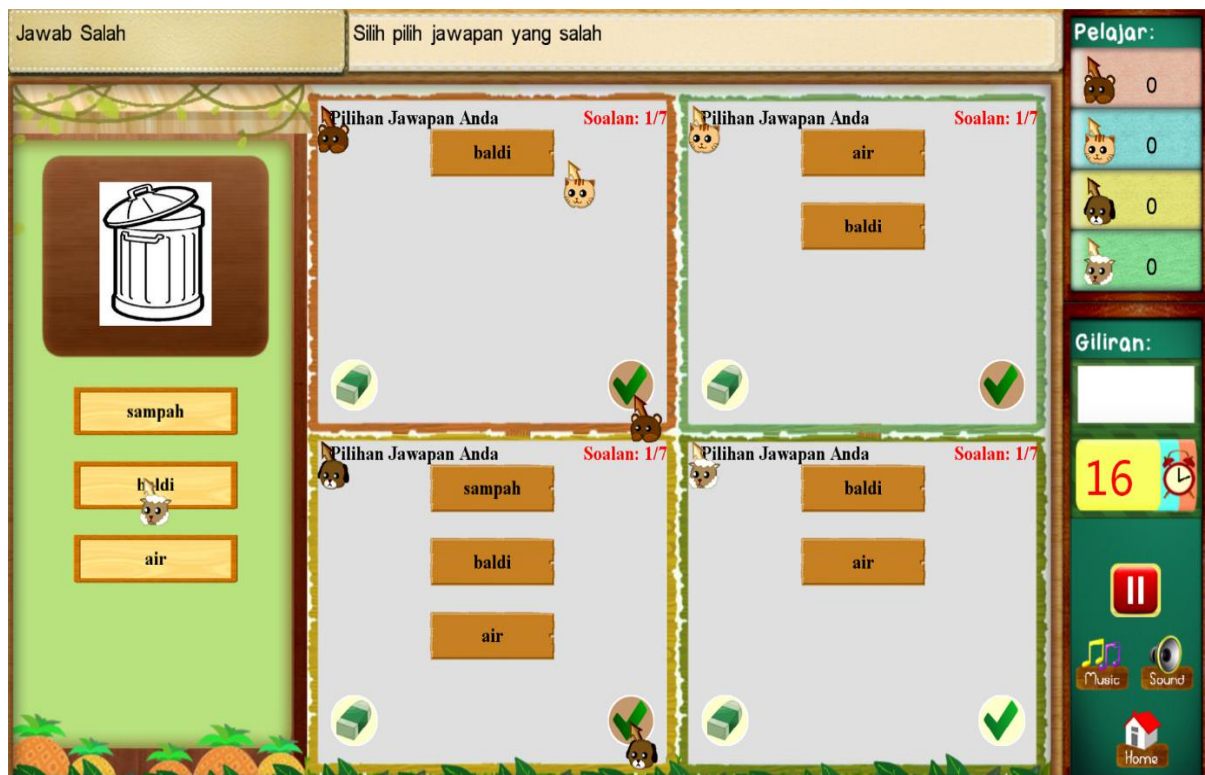 Jawab Salah
Silih pilih jawapan yang salah
sampah
baldi
air
Pilihan Jawapan Anda
Soalan: 1/7
baldi
Pilihan Jawapan Anda
Soalan: 1/7
air
baldi
Pilihan Jawapan Anda
Soalan: 1/7
sampah
baldi
air
Pilihan Jawapan Anda
Soalan: 1/7
baldi
air
Pelajar:
0
0
0
0
Giliran:
16
Music
Sound
Home